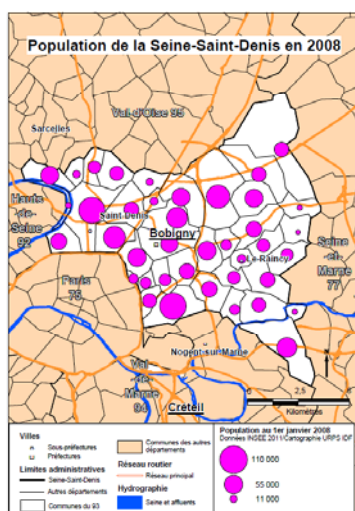 Population de la Seine-Saint-Denis en 2008
Val d'Oise 95
Sarcelles
Hauts
-de-
Seine
92
Saint-Denis
Bobigny
Seine
-et-
Marne
77
Le Raincy
Paris
75
Nogent-sur-Marne
Val
-de-
Marne
94
Créteil
0 2,5 5
Kilomètres
Villes
Sous-préfectures
Préfectures
Limites administratives
Seine-Saint-Denis
Autres départements
Communes du 93
Communes des autres
départements
Réseau routier
Réseau principal
Hydrographie
Seine et affluents
Population au 1er janvier 2008
Données INSEE 2011/Cartographie URPS IDF
110 000
55 000
11 000